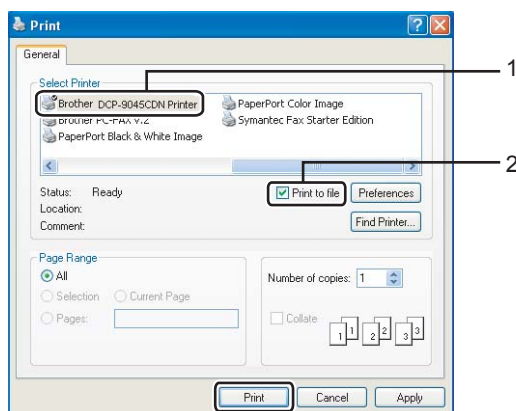 Print
General
1
Select Printer
Brother DCP-9045CDN Printer
PaperPort Color Image
Brother PC-FAX v.2
Symantec Fax Starter Edition
PaperPort Black & White Image
2
Status: Ready
Print to file
Preferences
Location:
Comment:
Find Printer...
Page Range
All
Number of copies: 1
Selection
Current Page
Pages:
Collate
1 1 2 2 3 3
Print
Cancel
Apply